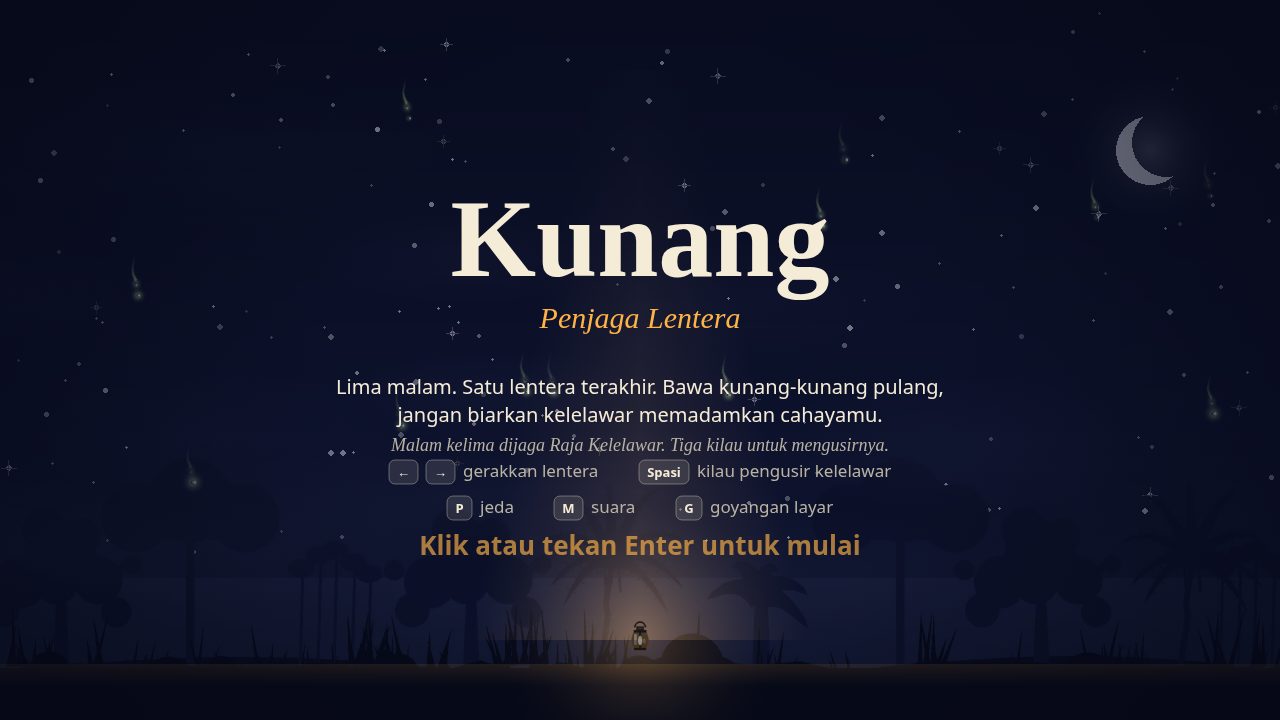 Kunang
Penjaga Lentera
Lima malam. Satu lentera terakhir. Bawa kunang-kunang pulang,
jangan biarkan kelelawar memadamkan cahayamu.
Malam kelima dijaga Raja Kelelawar. Tiga kilau untuk mengusirnya.
← → gerakkan lentera Spasi kilau pengusir kelelawar
P jeda M suara G goyangan layar
Klik atau tekan Enter untuk mulai